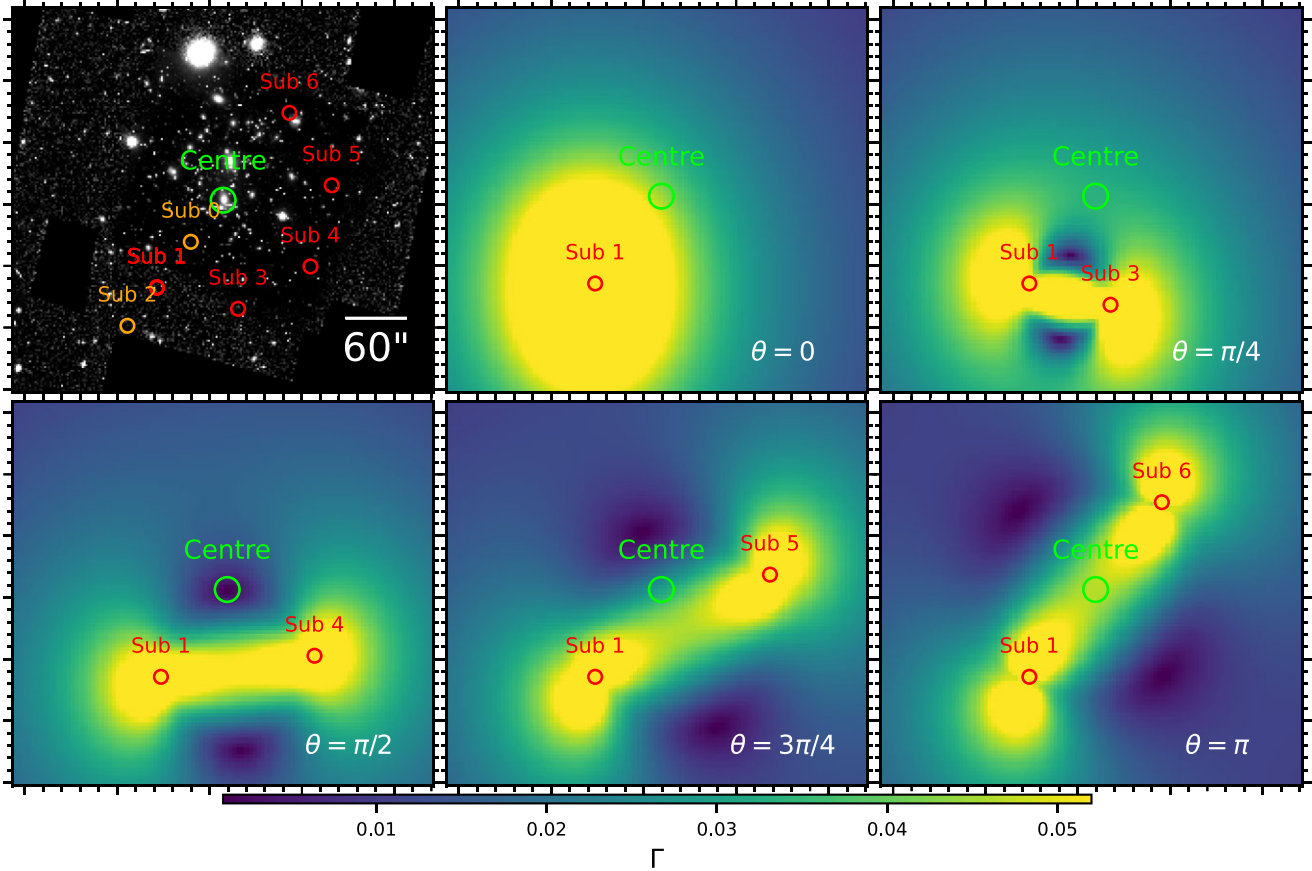 Sub 6
Sub 5
Centre
Sub 0
Sub 4
Sub 1
Sub 3
Sub 2
60"
Centre
Sub 1
θ = 0
Centre
Sub 1
Sub 3
θ = π/4
Centre
Sub 4
Sub 1
θ = π/2
Centre
Sub 5
Sub 1
θ = 3π/4
Sub 6
Centre
Sub 1
θ = π
0.01 0.02 0.03 0.04 0.05
Γ